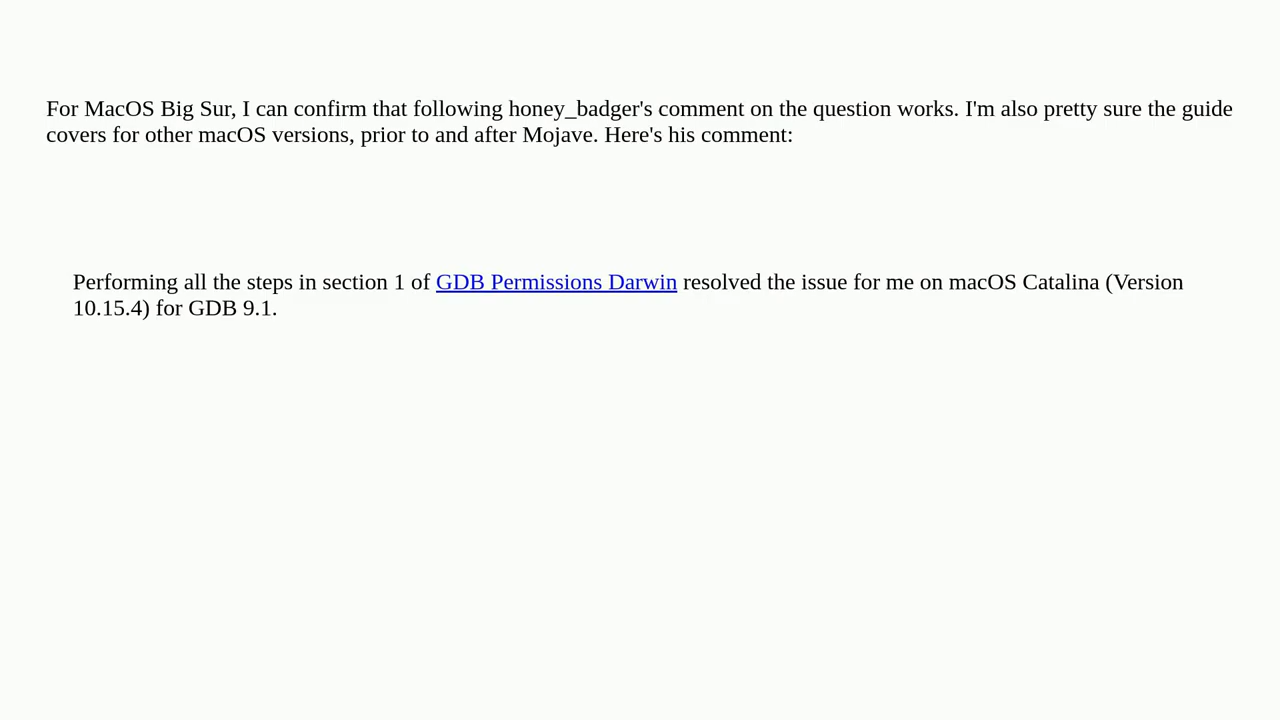 For MacOS Big Sur, I can confirm that following honey_badger's comment on the question works. I'm also pretty sure the guide
covers for other macOS versions, prior to and after Mojave. Here's his comment:
Performing all the steps in section 1 of GDB Permissions Darwin resolved the issue for me on macOS Catalina (Version
10.15.4) for GDB 9.1.